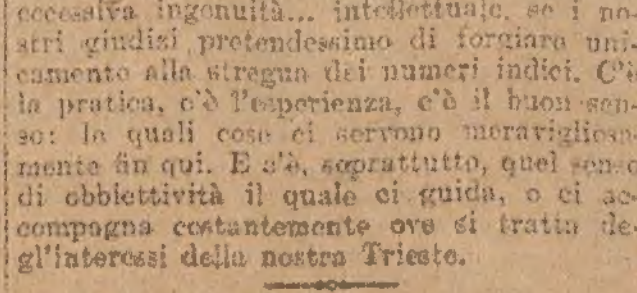 eccessiva ingenuità... intellettuale, se i no-
stri giudizi pretendessimo di forgiare uni-
camente alla stregua dei numeri indici. C'è
la pratica, c'è l'esperienza, c'è il buon sen-
so: le quali cose ci servono meravigliosa-
mente fin qui. E c'è, soprattutto, quel senso
di obbiettività il quale ci guida, o ci ac-
compagna costantemente ove si tratta de-
gl'interessi della nostra Trieste.